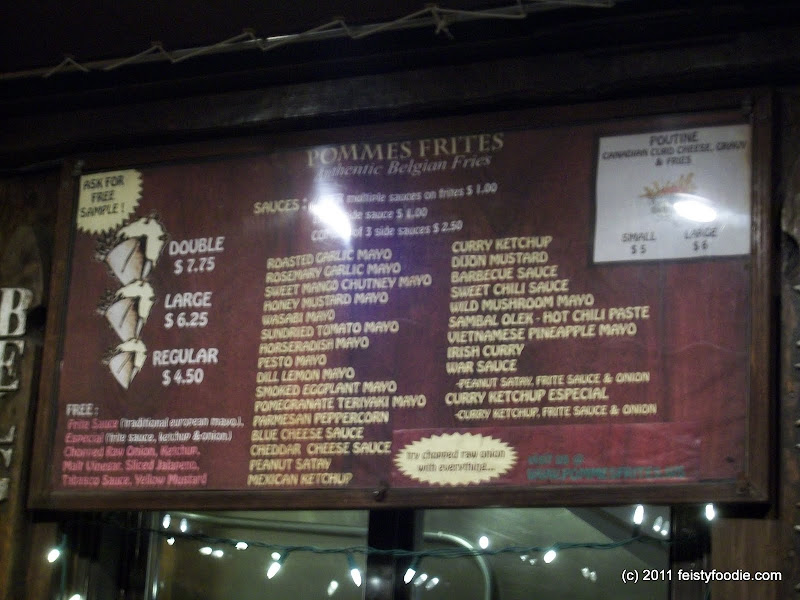 POMMES FRITES
Authentic Belgian Fries
ASK FOR
FREE
SAMPLE!
DOUBLE
$ 7.75
LARGE
$ 6.25
REGULAR
$ 4.50
FREE:
Frite Sauce (traditional european mayo),
Especial (frite sauce, ketchup & onion)
Chopped Raw Onion, Ketchup,
Malt Vinegar, Sliced Jalapeno,
Tabasco Sauce, Yellow Mustard
SAUCES:
multiple sauces on frites $ 1.00
side sauce $ 1.00
of 3 side sauces $ 2.50
ROASTED GARLIC MAYO
ROSEMARY GARLIC MAYO
SWEET MANGO CHUTNEY MAYO
HONEY MUSTARD MAYO
WASABI MAYO
SUNDRIED TOMATO MAYO
HORSERADISH MAYO
PESTO MAYO
DILL LEMON MAYO
SMOKED EGGPLANT MAYO
POMEGRANATE TERIYAKI MAYO
PARMESAN PEPPERCORN
BLUE CHEESE SAUCE
CHEDDAR CHEESE SAUCE
PEANUT SATAY
MEXICAN KETCHUP
CURRY KETCHUP
DIJON MUSTARD
BARBECUE SAUCE
SWEET CHILI SAUCE
WILD MUSHROOM MAYO
SAMBAL OLEK - HOT CHILI PASTE
VIETNAMESE PINEAPPLE MAYO
IRISH CURRY
WAR SAUCE
-PEANUT SATAY, FRITE SAUCE & ONION
CURRY KETCHUP ESPECIAL
-CURRY KETCHUP, FRITE SAUCE & ONION
try chopped raw onion
with everything...
POUTINE
CANADIAN CURD CHEESE, GRAVY
& FRIES
SMALL
$ 5
LARGE
$ 6
(c) 2011 feistyfoodie.com